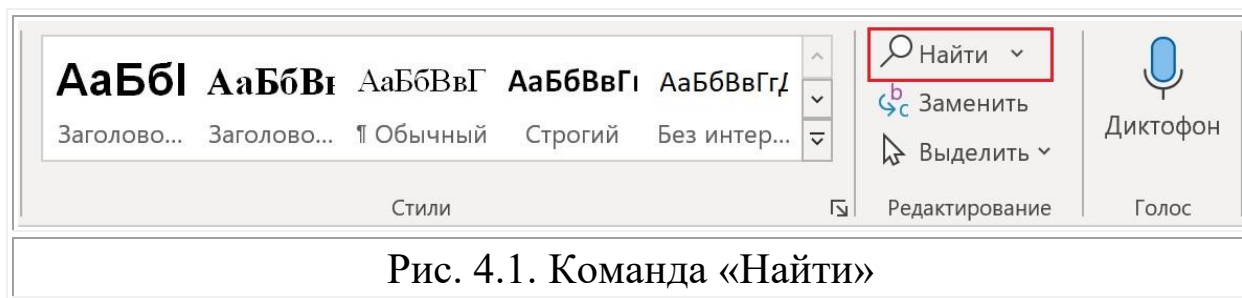 АаБбІ АаБбВı АаБбВвГ АаБбВвГı АаБбВвГгД
Заголово... Заголово... ¶ Обычный Строгий Без интер...
Стили
Найти
Заменить
Выделить
Редактирование
Диктофон
Голос
Рис. 4.1. Команда «Найти»